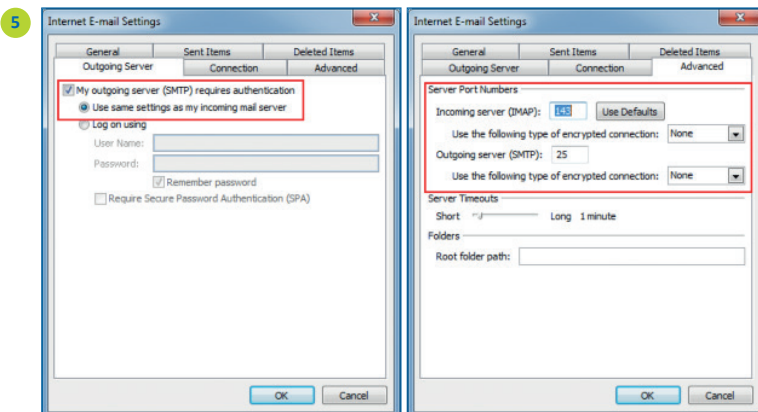 5
Internet E-mail Settings
General Sent Items Deleted Items
Outgoing Server Connection Advanced
My outgoing server (SMTP) requires authentication
Use same settings as my incoming mail server
Log on using
User Name:
Password:
Remember password
Require Secure Password Authentication (SPA)
OK Cancel
Internet E-mail Settings
General Sent Items Deleted Items
Outgoing Server Connection Advanced
Server Port Numbers
Incoming server (IMAP): 143 Use Defaults
Use the following type of encrypted connection: None
Outgoing server (SMTP): 25
Use the following type of encrypted connection: None
Server Timeouts
Short Long 1 minute
Folders
Root folder path:
OK Cancel